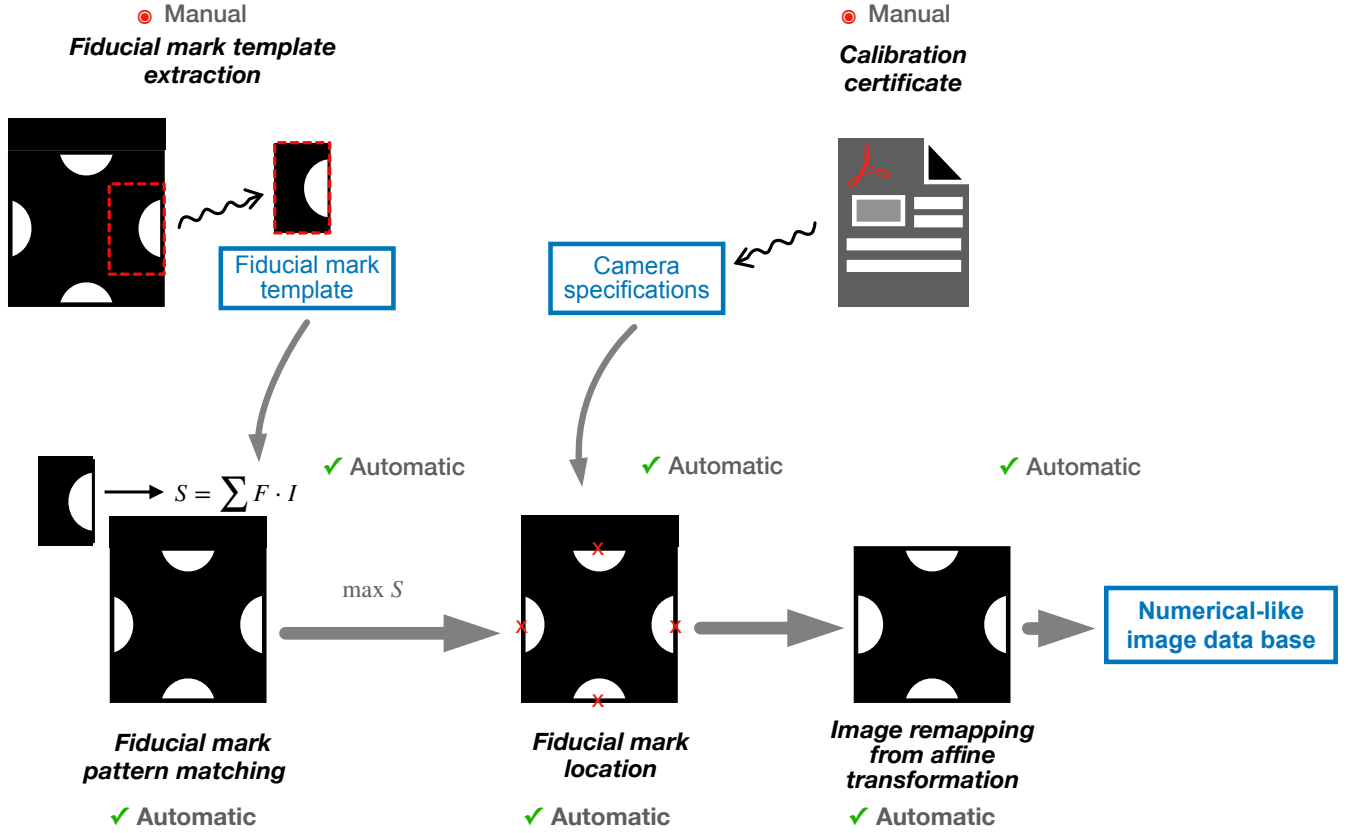 ◉ Manual
Fiducial mark template
extraction
◉ Manual
Calibration
certificate
Fiducial mark
template
Camera
specifications
✓ Automatic
✓ Automatic
✓ Automatic
S = ∑ F · I
max S
x
x
x
x
Numerical-like
image data base
Fiducial mark
pattern matching
Fiducial mark
location
Image remapping
from affine
transformation
✓ Automatic
✓ Automatic
✓ Automatic